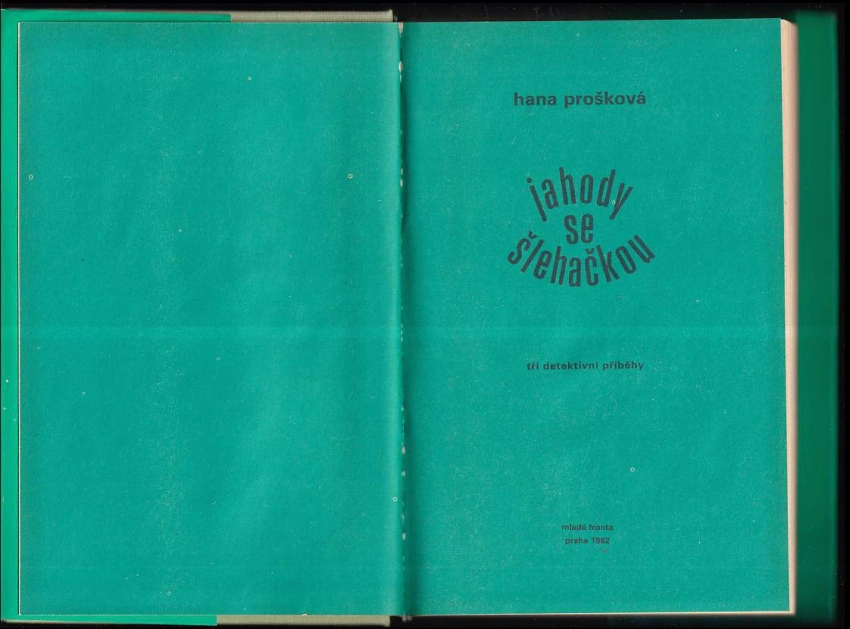 hana prošková
jahody
se
šlehačkou
tři detektivní příběhy
mladá fronta
praha 1982